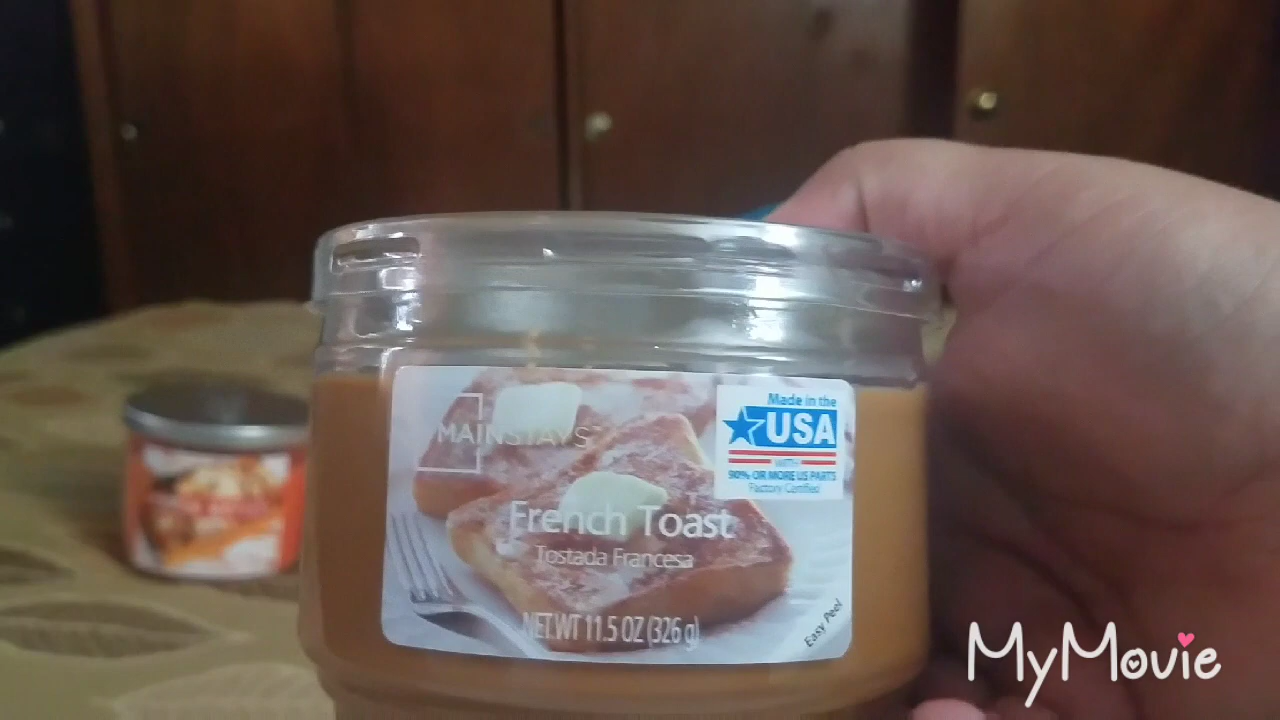 MAINSTAYS
Made in the
USA
WITH
90% OR MORE US PARTS
Factory Certified
French Toast
Tostada Francesa
NET.WT 11.5 OZ (326 g)
Easy Peel
MyMovie